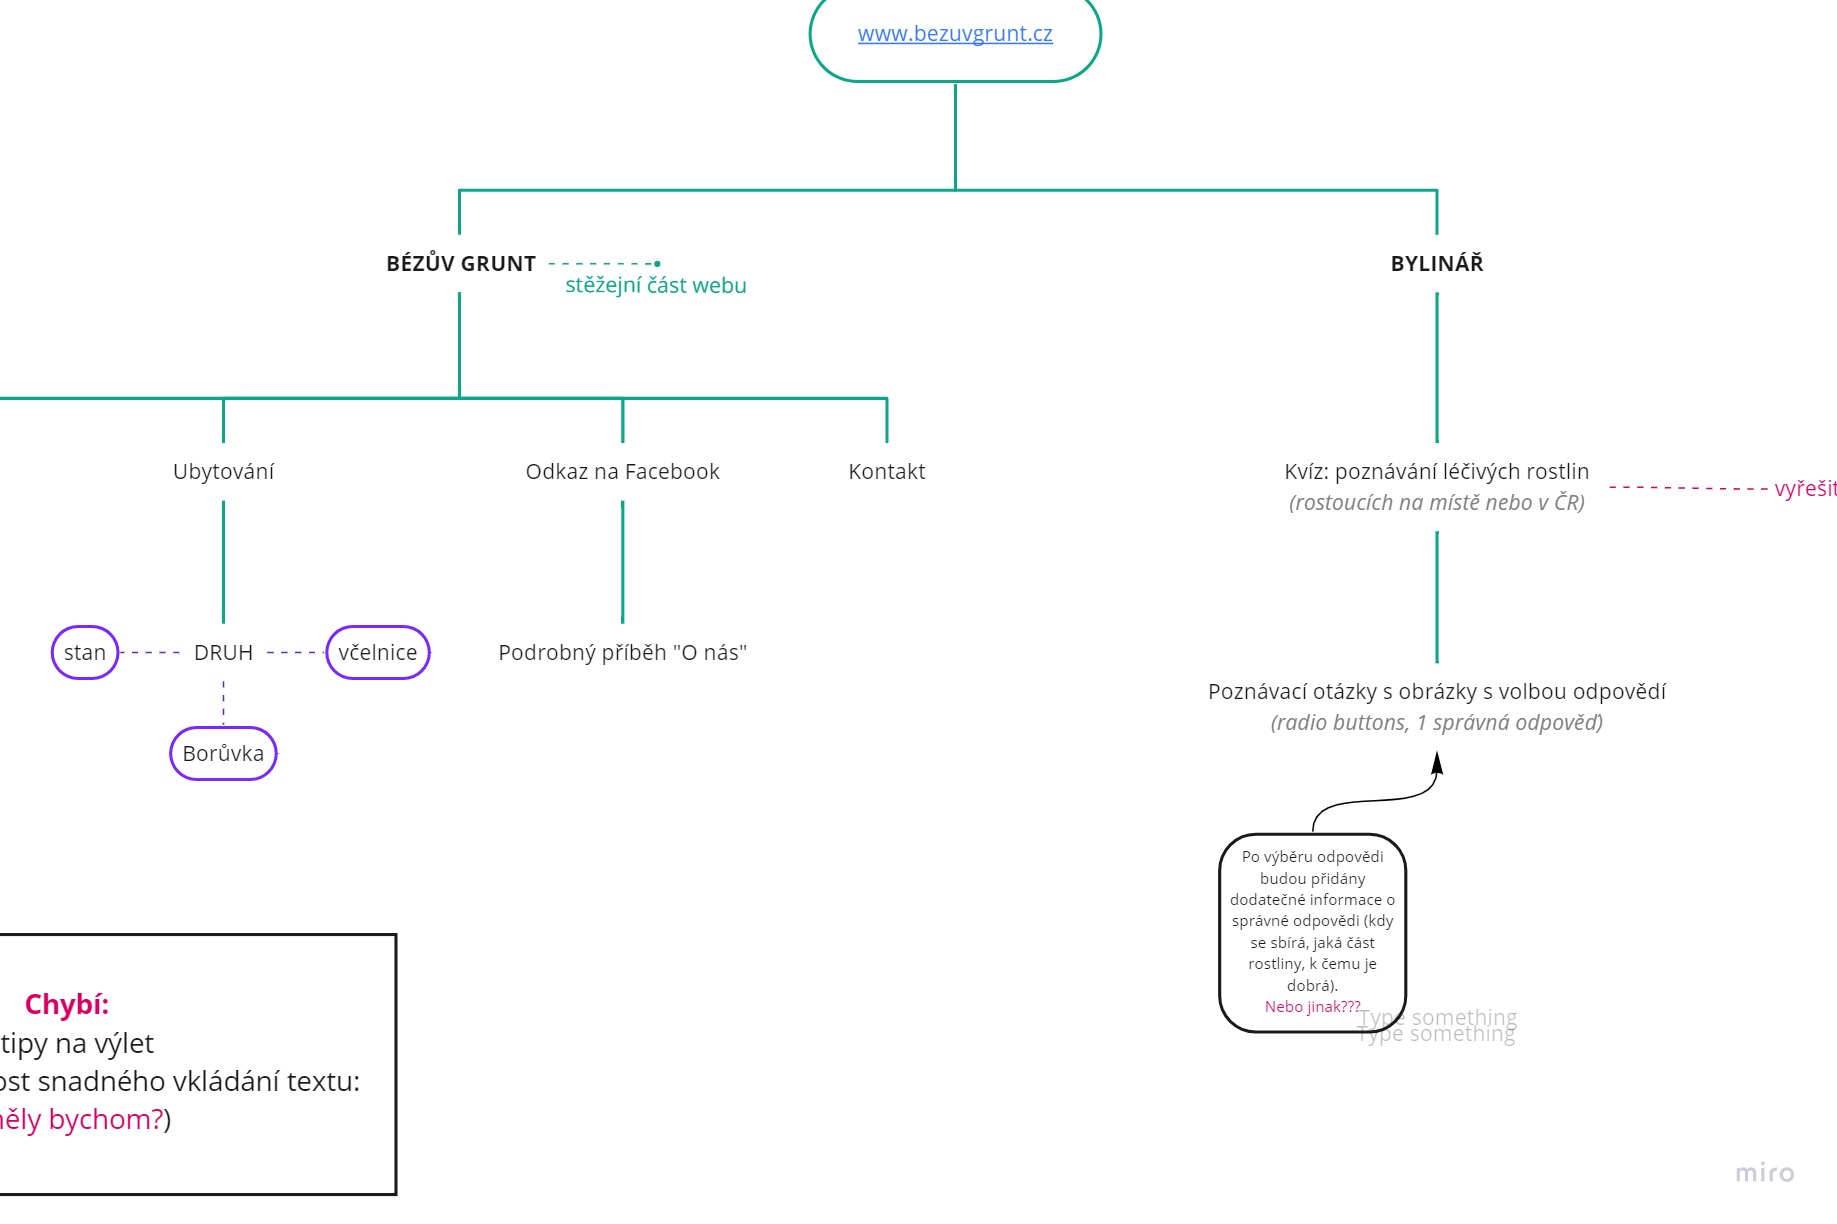 www.bezuvgrunt.cz
BÉZŮV GRUNT
stěžejní část webu
BYLINÁŘ
Ubytování
Odkaz na Facebook
Kontakt
Kvíz: poznávání léčivých rostlin
(rostoucích na místě nebo v ČR)
vyřešit
stan
DRUH
včelnice
Borůvka
Podrobný příběh "O nás"
Poznávací otázky s obrázky s volbou odpovědí
(radio buttons, 1 správná odpověď)
Po výběru odpovědi
budou přidány
dodatečné informace o
správné odpovědi (kdy
se sbírá, jaká část
rostliny, k čemu je
dobrá).
Nebo jinak???
Type something
Type something
Chybí:
tipy na výlet
ost snadného vkládání textu:
ěly bychom?)
miro